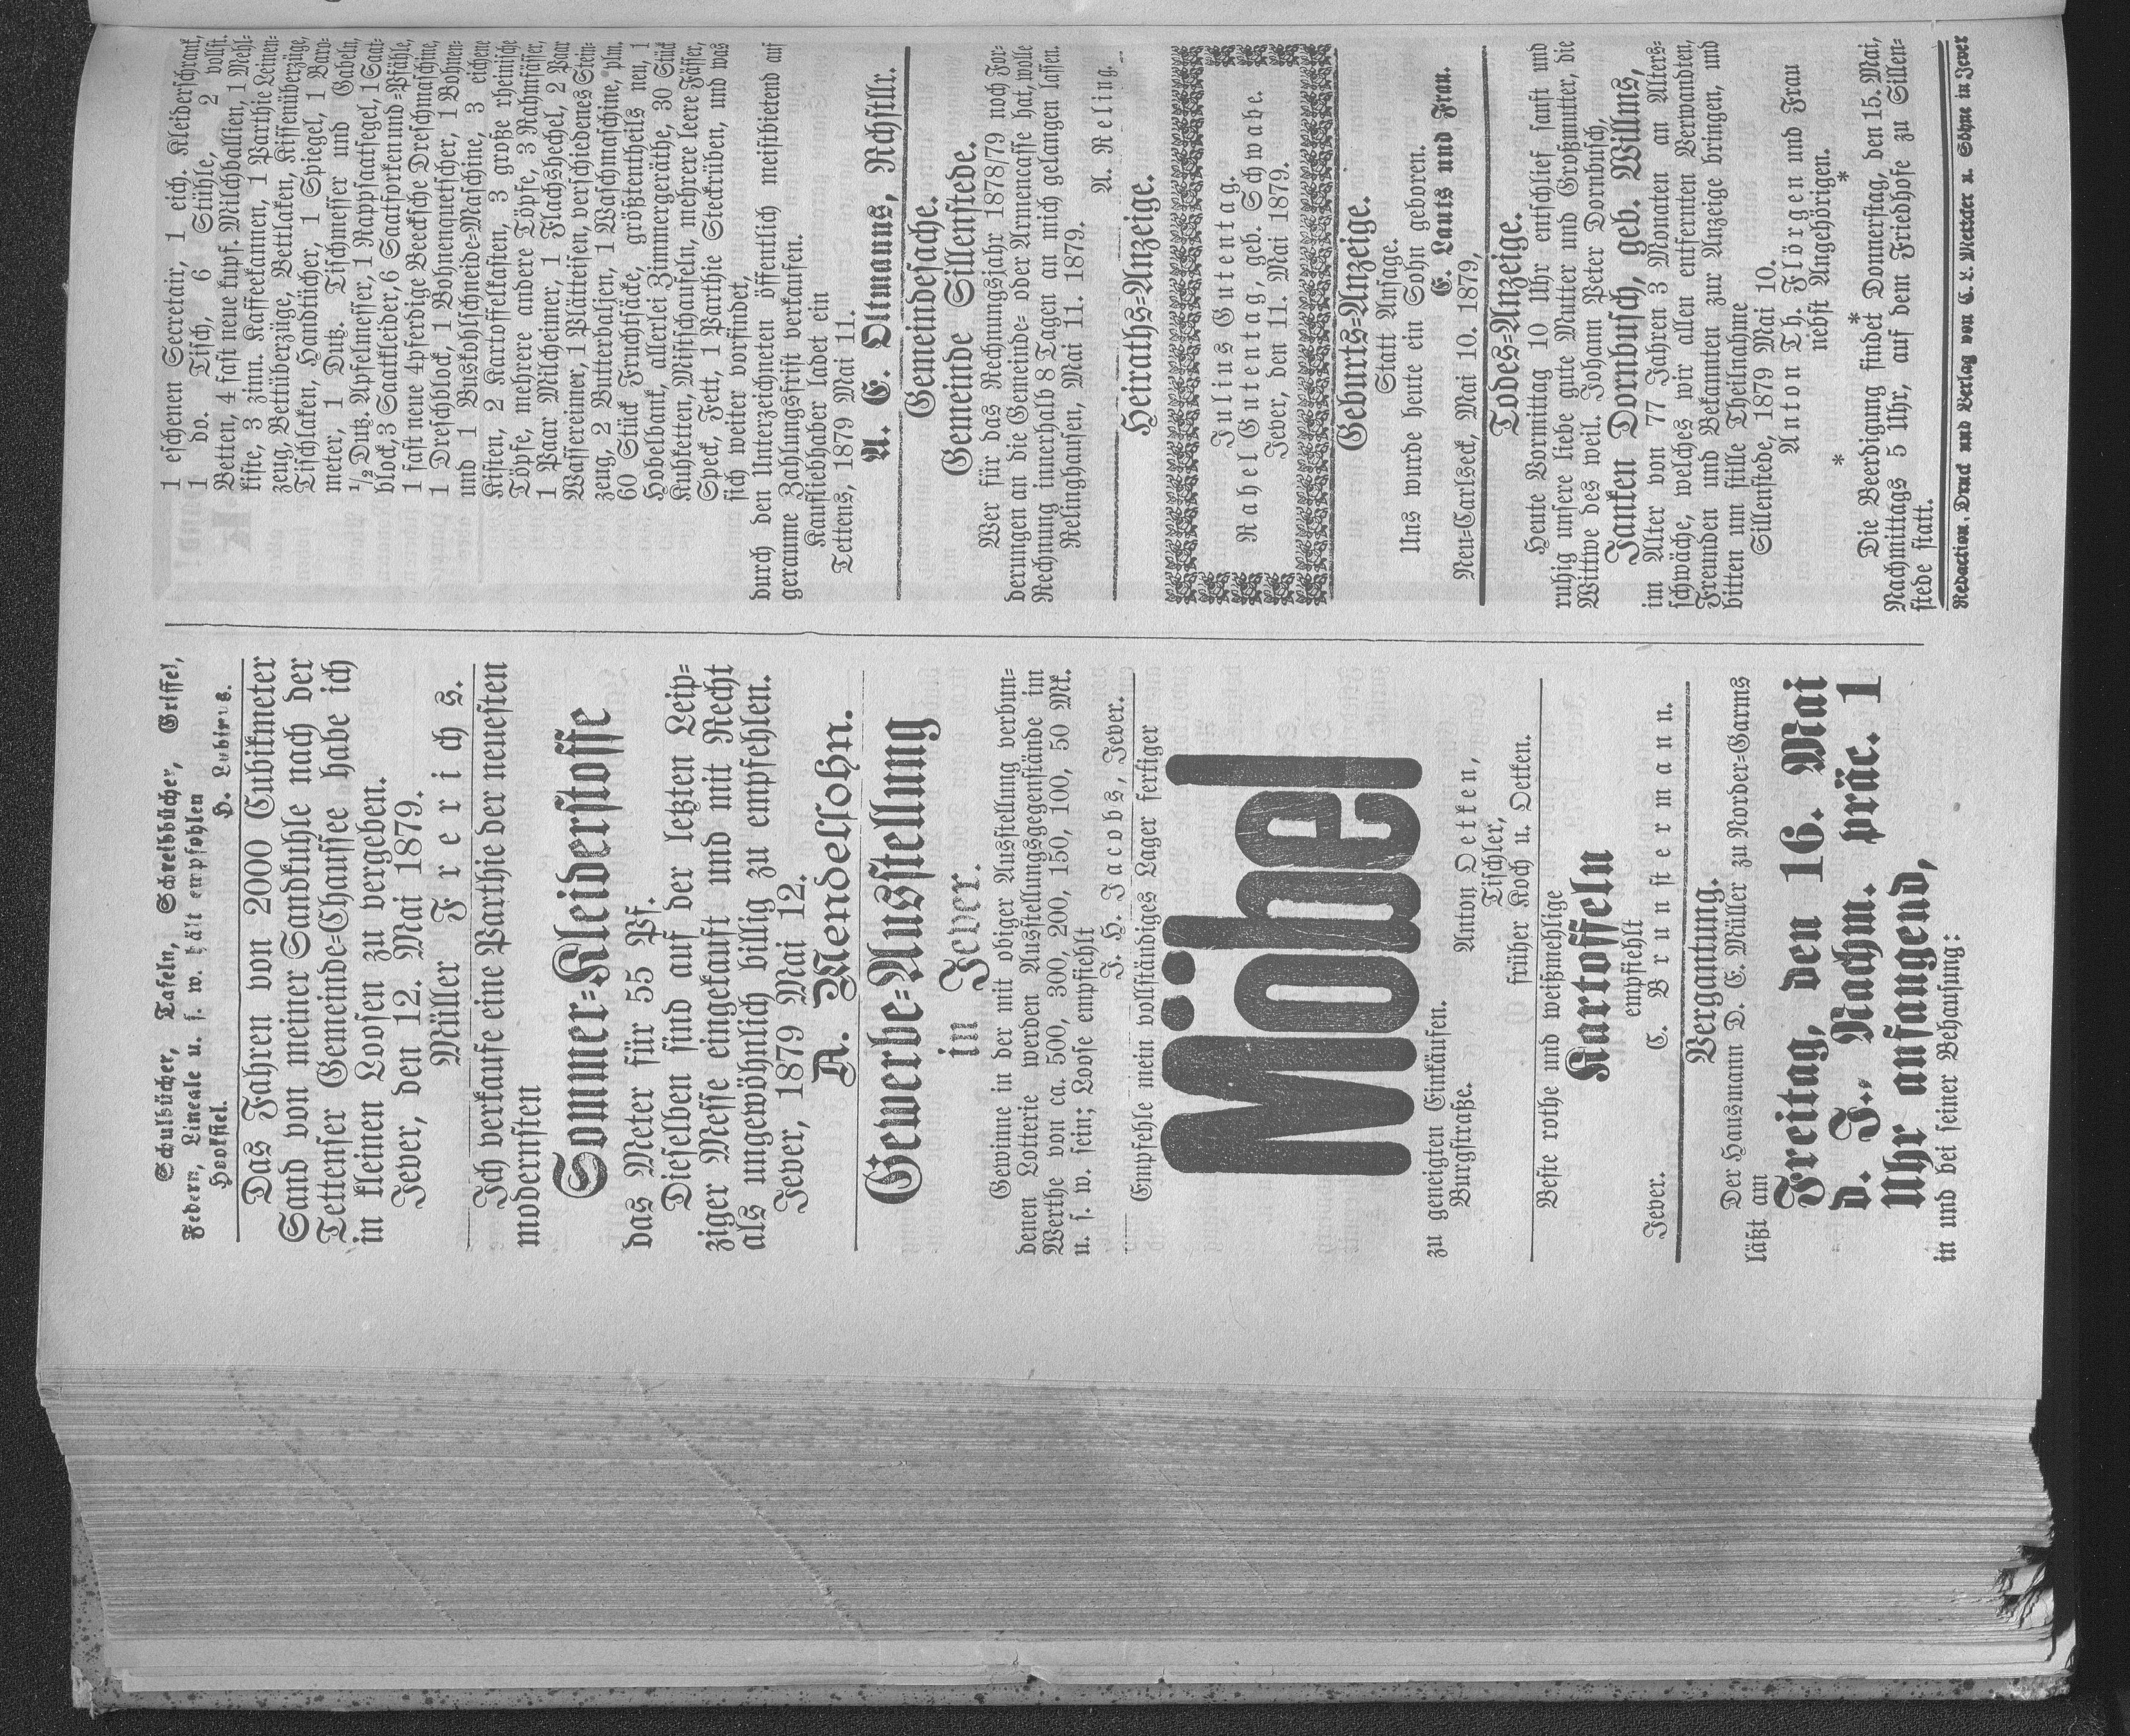 Schulbücher, Tafeln, Schreibbücher, Griffel,
Federn, Lineale u. s. w. hält empfohlen
Hooksiel. H. Lubinus.
Das Fahren von 2000 Cubikmeter
Sand von meiner Sandkuhle nach der
Tettenser Gemeinde-Chaussee habe ich
in kleinen Loosen zu vergeben.
Jever, den 12. Mai 1879.
Müller Frerichs.
Ich verkaufe eine Parthie der neuesten
modernsten
Sommer-Kleiderstoffe
das Meter für 55 Pf.
Dieselben sind auf der letzten Leip-
ziger Messe eingekauft und mit Recht
als ungewöhnlich billig zu empfehlen.
Jever, 1879 Mai 12.
A. Mendelssohn.
Gewerbe-Ausstellung
in Jever.
Gewinne in der mit obiger Ausstellung verbun-
denen Lotterie werden Ausstellungsgegenstände im
Werthe von ca. 500, 300, 200, 150, 100, 50 Mk.
u. s. w. sein; Loose empfiehlt
J. H. Jacobs, Jever.
Empfehle mein vollständiges Lager fertiger
Möbel
zu geneigten Einkäufen.
Burgstraße. Anton Oetken,
Tischler,
früher Koch u. Oetken.
Beste rothe und weißmehlige
Kartoffeln
empfiehlt
Jever. C. Brunstermann.
Vergantung.
Der Hausmann D. E. Müller zu Norder-Garms
läßt am
Freitag, den 16. Mai
d. J., Nachm. präc. 1
Uhr anfangend,
in und bei seiner Behausung:
1 eschenen Secretair, 1 eich. Kleiderschrank,
1 do. Tisch, 6 Stühle, 2 vollst.
Betten, 4 fast neue kupf. Milchballien, 1 Mehl-
kiste, 3 zinn. Kaffeekannen, 1 Parthie Leinen-
zeug, Bettüberzüge, Bettlaken, Kissenüberzüge,
Tischlaken, Handtücher, 1 Spiegel, 1 Baro-
meter, 1 Dutz. Tischmesser und Gabeln,
1/2 Dutz. Apfelmesser, 1 Rappsaatsegel, 1 Saat-
block, 3 Saatkleider, 6 Saatforken und -Pfähle,
1 fast neue 4pferdige Beecksche Dreschmaschine,
1 Dreschblock, 1 Bohnenquetscher, 1 Bohnen-
und 1 Buskohlschneide-Maschine, 3 eichene
Kisten, 2 Kartoffelkasten, 3 große rheinische
Töpfe, mehrere andere Töpfe, 3 Rahmfässer,
1 Paar Milcheimer, 1 Flachshechel, 2 Paar
Wassereimer, 1 Plätteisen, verschiedenes Stein-
zeug, 2 Butterbaljen, 1 Waschmaschine, plm.
60 Stück Fruchtsäcke, größtentheils neu, 1
Hobelbank, allerlei Zimmergeräthe, 30 Stück
Kuhketten, Mistschaufeln, mehrere leere Fässer,
Speck, Fett, 1 Parthie Steckrüben, und was
sich weiter vorfindet,
durch den Unterzeichneten öffentlich meistbietend auf
geraume Zahlungsfrist verkaufen.
Kaufliebhaber ladet ein
Tettens, 1879 Mai 11.
A. C. Oltmanns, Rchstllr.
Gemeindesache.
Gemeinde Sillenstede.
Wer für das Rechnungsjahr 1878/79 noch For-
derungen an die Gemeinde- oder Armencasse hat, wolle
Rechnung innerhalb 8 Tagen an mich gelangen lassen.
Relinghausen, Mai 11. 1879.
A. Reling.
Heiraths-Anzeige.
Julius Gutentag.
Rahel Gutentag, geb. Schwabe.
Jever, den 11. Mai 1879.
Geburts-Anzeige.
Statt Ansage.
Uns wurde heute ein Sohn geboren.
E. Lauts und Frau.
Neu-Carlseck, Mai 10. 1879,
Todes-Anzeige.
Heute Vormittag 10 Uhr entschlief sanft und
ruhig unsere liebe gute Mutter und Großmutter, die
Wittwe des weil. Johann Peter Dornbusch,
Janken Dornbusch, geb. Willms,
im Alter von 77 Jahren 3 Monaten an Alters-
schwäche, welches wir allen entfernten Verwandten,
Freunden und Bekannten zur Anzeige bringen, und
bitten um stille Theilnahme
Sillenstede, 1879 Mai 10.
Anton Th. Flörgen und Frau
nebst Angehörigen.
* * *
Die Beerdigung findet Donnerstag, den 15. Mai,
Nachmittags 5 Uhr, auf dem Friedhofe zu Sillen-
stede statt.
Redaction, Druck und Verlag von C. L. Mettcker u. Söhne in Jever